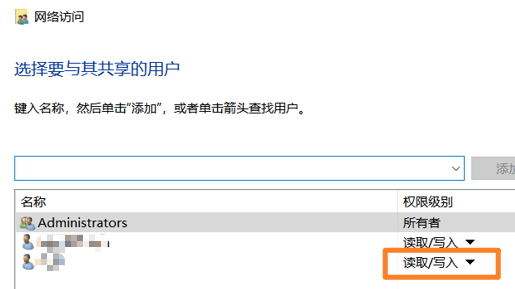 网络访问
选择要与其共享的用户
键入名称，然后单击"添加"，或者单击箭头查找用户。
添加
名称 权限级别
Administrators 所有者
读取/写入
读取/写入